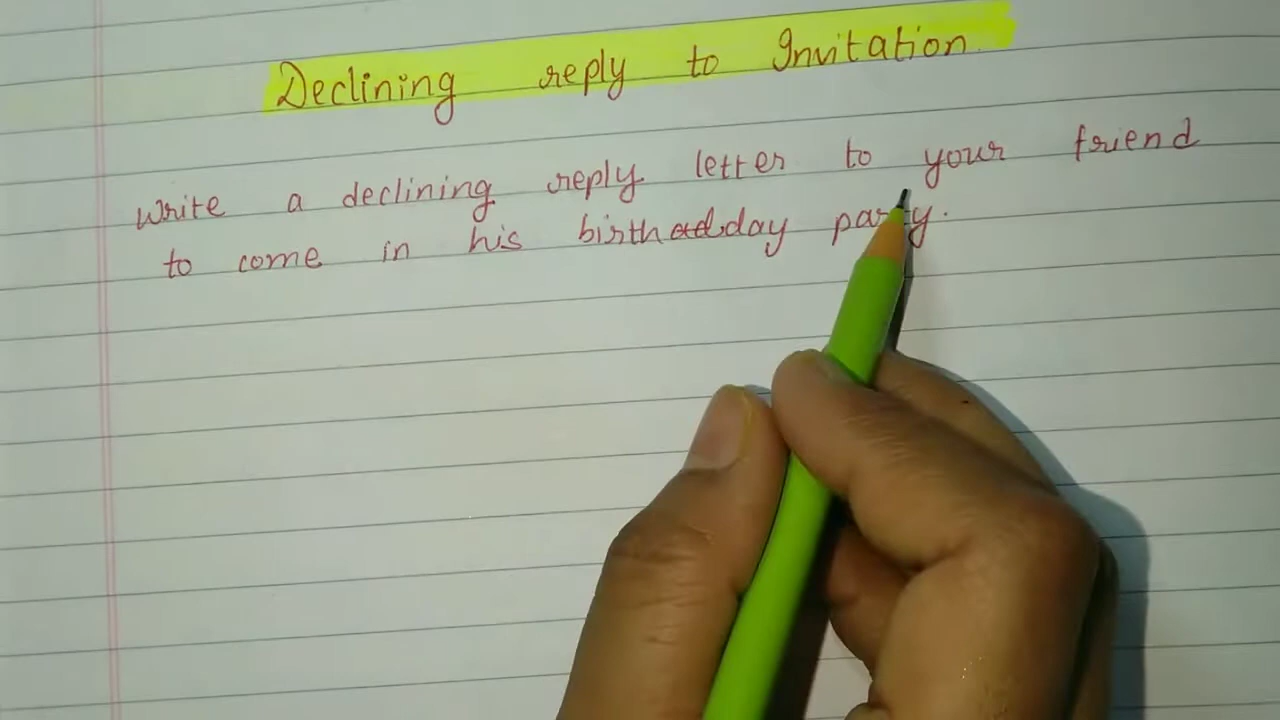 Declining reply to Invitation.
Write a declining reply letter to your friend
to come in his birthday party.